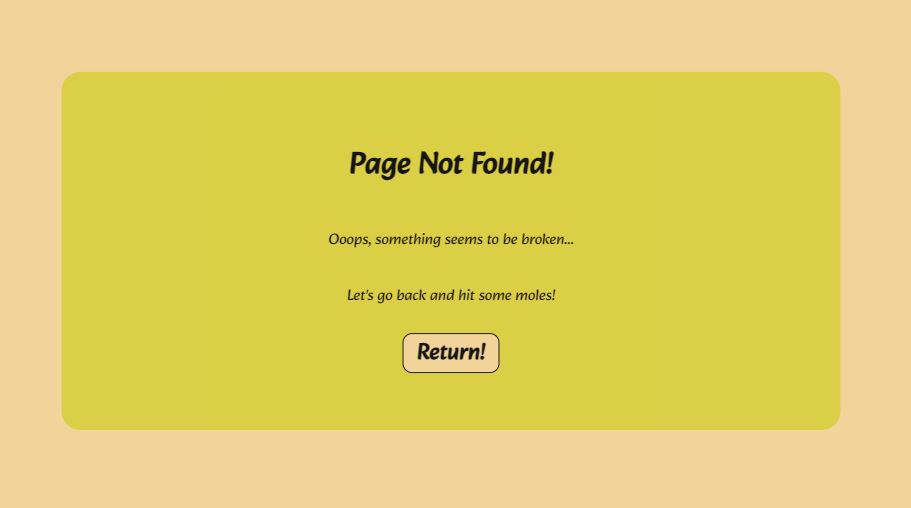 Page Not Found!
Ooops, something seems to be broken...
Let's go back and hit some moles!
Return!